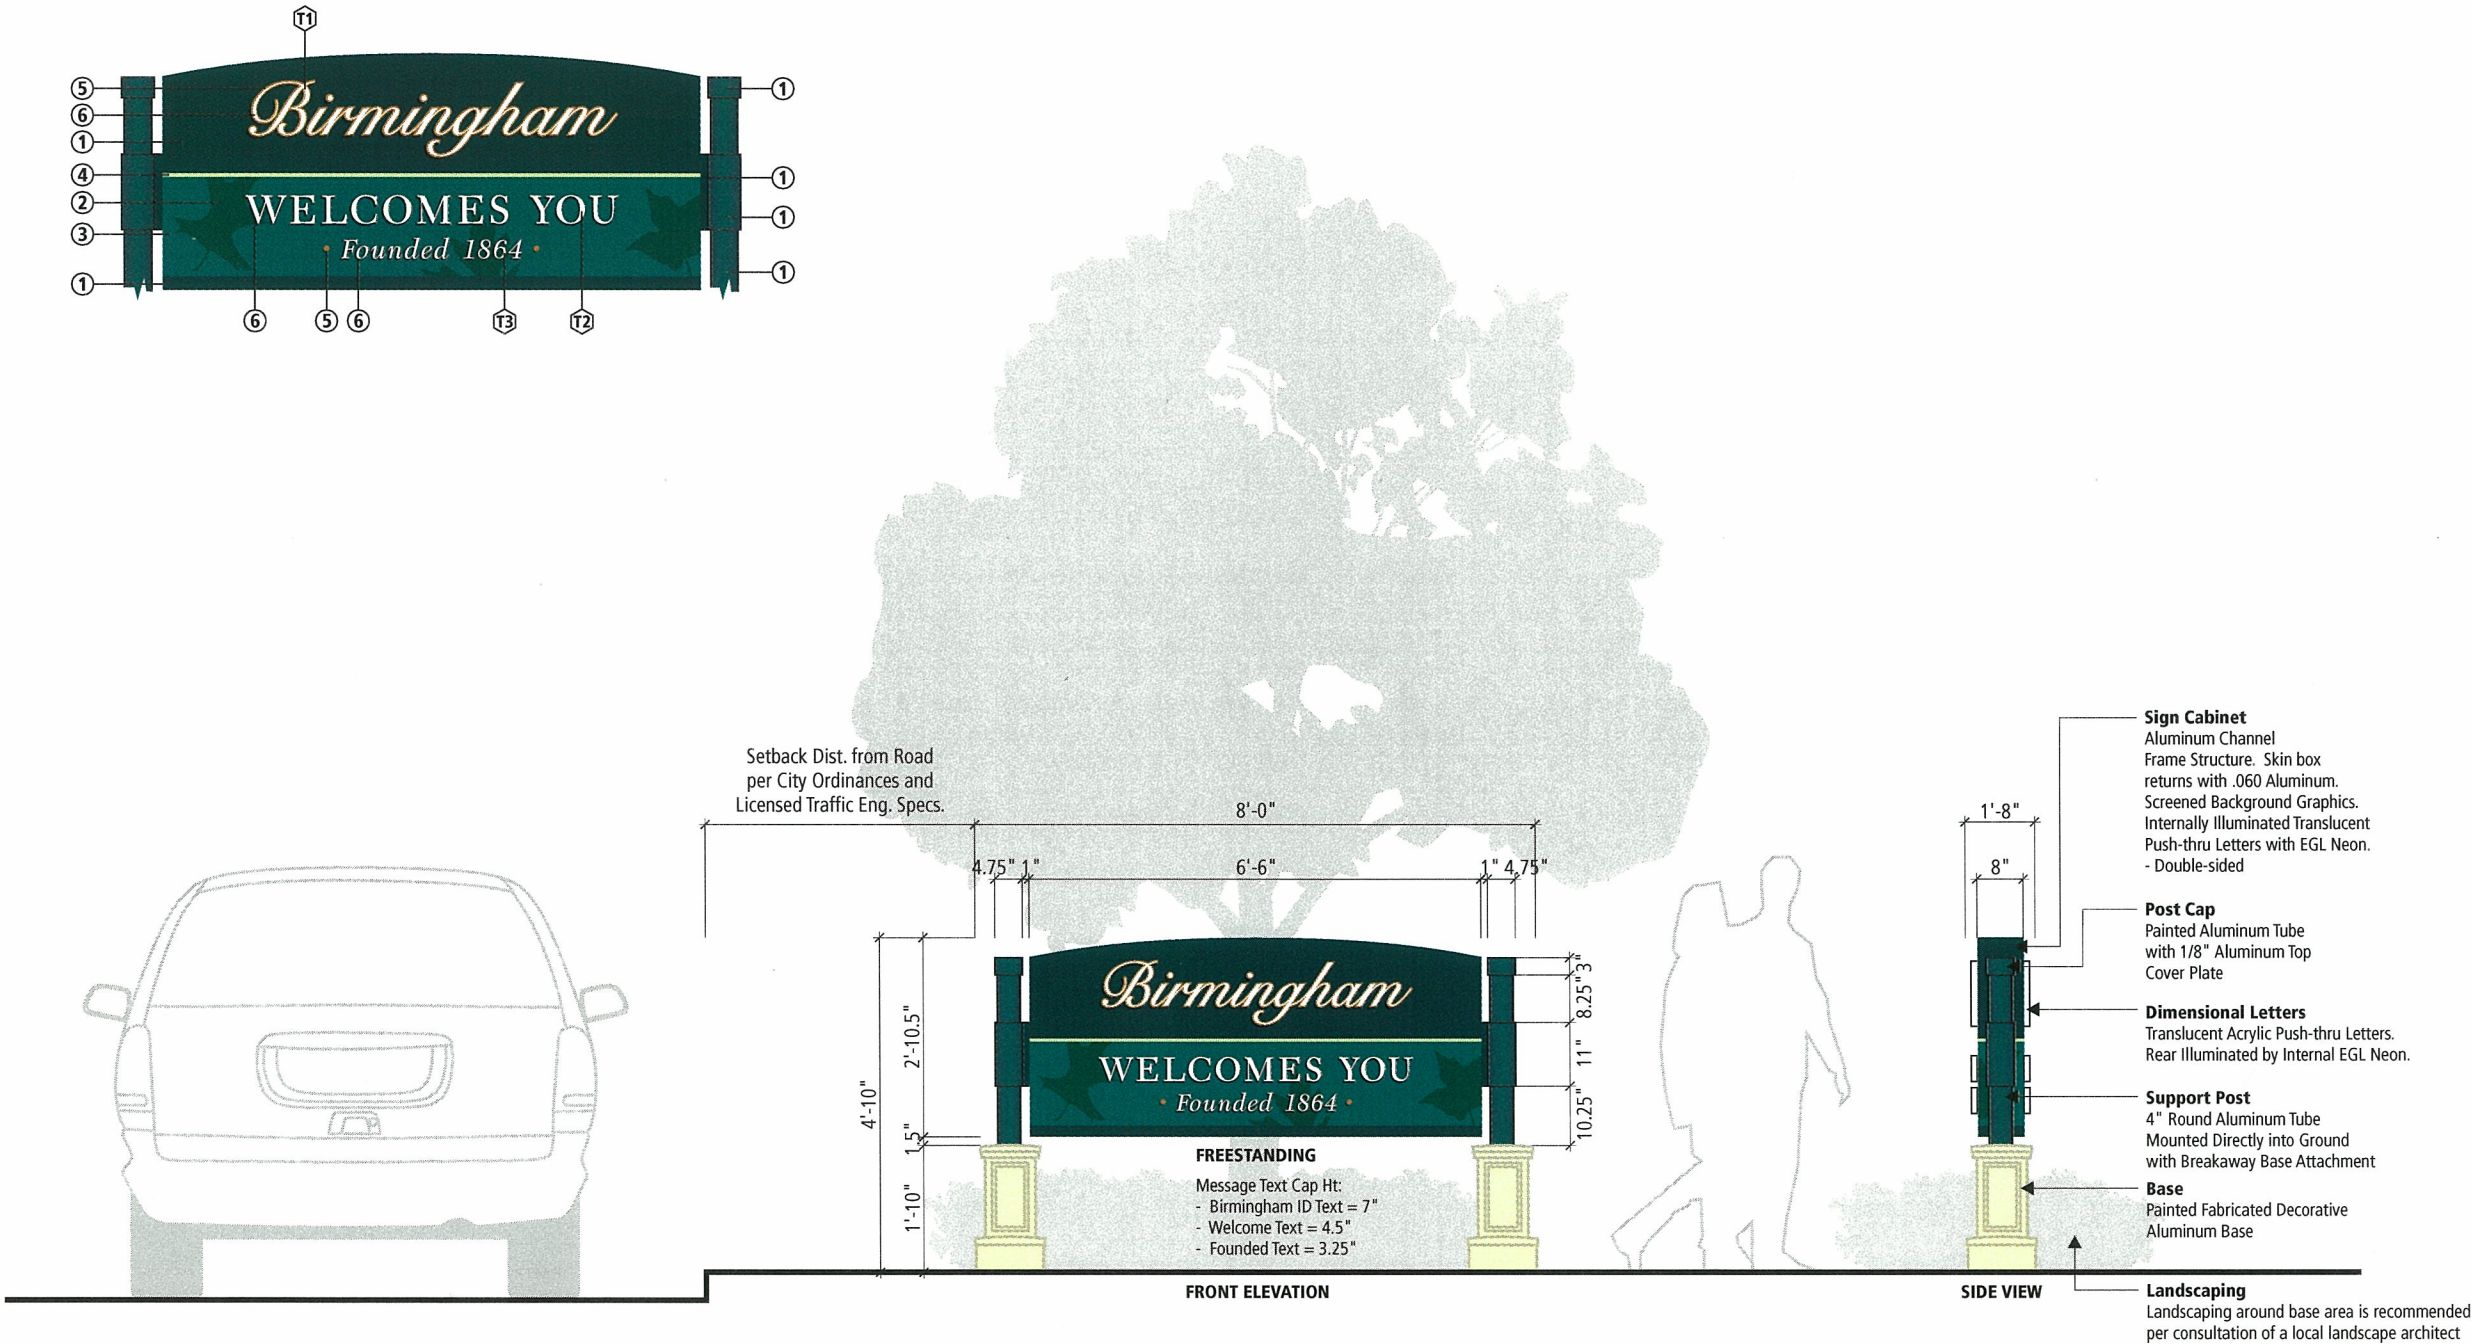 T1
5
6
1
4
2
3
1
Birmingham
WELCOMES YOU
• Founded 1864 •
1
1
1
1
6
5
6
T3
T2
Setback Dist. from Road
per City Ordinances and
Licensed Traffic Eng. Specs.
8'-0"
4.75" 1"
6'-6"
1" 4.75"
4'-10"
2'-10.5"
1.5"
1'-10"
Birmingham
WELCOMES YOU
• Founded 1864 •
3"
8.25"
11"
10.25"
FREESTANDING
Message Text Cap Ht:
- Birmingham ID Text = 7"
- Welcome Text = 4.5"
- Founded Text = 3.25"
FRONT ELEVATION
1'-8"
8"
SIDE VIEW
Sign Cabinet
Aluminum Channel
Frame Structure. Skin box
returns with .060 Aluminum.
Screened Background Graphics.
Internally Illuminated Translucent
Push-thru Letters with EGL Neon.
- Double-sided
Post Cap
Painted Aluminum Tube
with 1/8" Aluminum Top
Cover Plate
Dimensional Letters
Translucent Acrylic Push-thru Letters.
Rear Illuminated by Internal EGL Neon.
Support Post
4" Round Aluminum Tube
Mounted Directly into Ground
with Breakaway Base Attachment
Base
Painted Fabricated Decorative
Aluminum Base
Landscaping
Landscaping around base area is recommended
per consultation of a local landscape architect